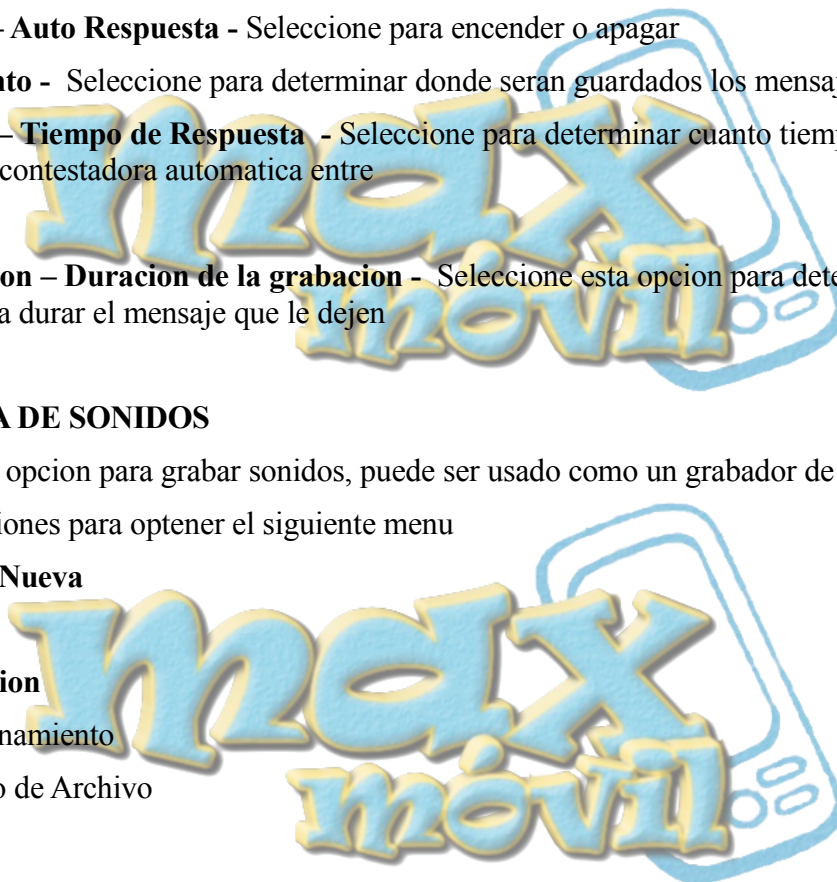 – Auto Respuesta - Seleccione para encender o apagar
nto - Seleccione para determinar donde seran guardados los mensaj
– Tiempo de Respuesta - Seleccione para determinar cuanto tiemp
contestadora automatica entre
on – Duracion de la grabacion - Seleccione esta opcion para dete
a durar el mensaje que le dejen
A DE SONIDOS
opcion para grabar sonidos, puede ser usado como un grabador de
iones para optener el siguiente menu
Nueva
ion
namiento
o de Archivo
max
móvil
max
móvil